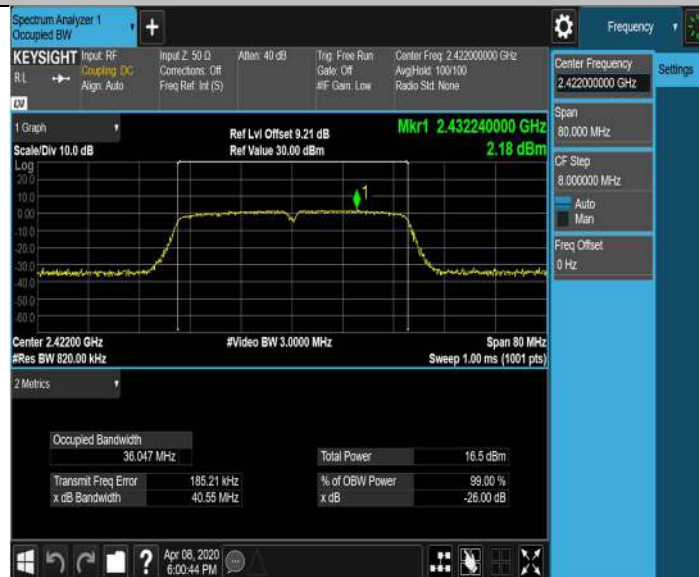 Spectrum Analyzer 1
Occupied BW
+
Frequency
KEYSIGHT
Input: RF
Coupling: DC
Align: Auto
RL
Input Z: 50 Ω
Corrections: Off
Freq Ref: Int (S)
Atten: 40 dB
Trig: Free Run
Gate: Off
#IF Gain: Low
Center Freq: 2.422000000 GHz
Avg|Hold: 100/100
Radio Std: None
Center Frequency
2.422000000 GHz
Settings
Span
80.000 MHz
CF Step
8.000000 MHz
Auto
Man
Freq Offset
0 Hz
1 Graph
Scale/Div 10.0 dB
Ref Lvl Offset 9.21 dB
Ref Value 30.00 dBm
Mkr1 2.432240000 GHz
2.18 dBm
Log
20.0
10.0
0.00
-10.0
-20.0
-30.0
-40.0
-50.0
-60.0
1
Center 2.42200 GHz
#Res BW 820.00 kHz
#Video BW 3.0000 MHz
Span 80 MHz
Sweep 1.00 ms (1001 pts)
2 Metrics
Occupied Bandwidth
36.047 MHz
Transmit Freq Error 185.21 kHz
x dB Bandwidth 40.55 MHz
Total Power 16.5 dBm
% of OBW Power 99.00 %
x dB -26.00 dB
?
Apr 08, 2020
6:00:44 PM